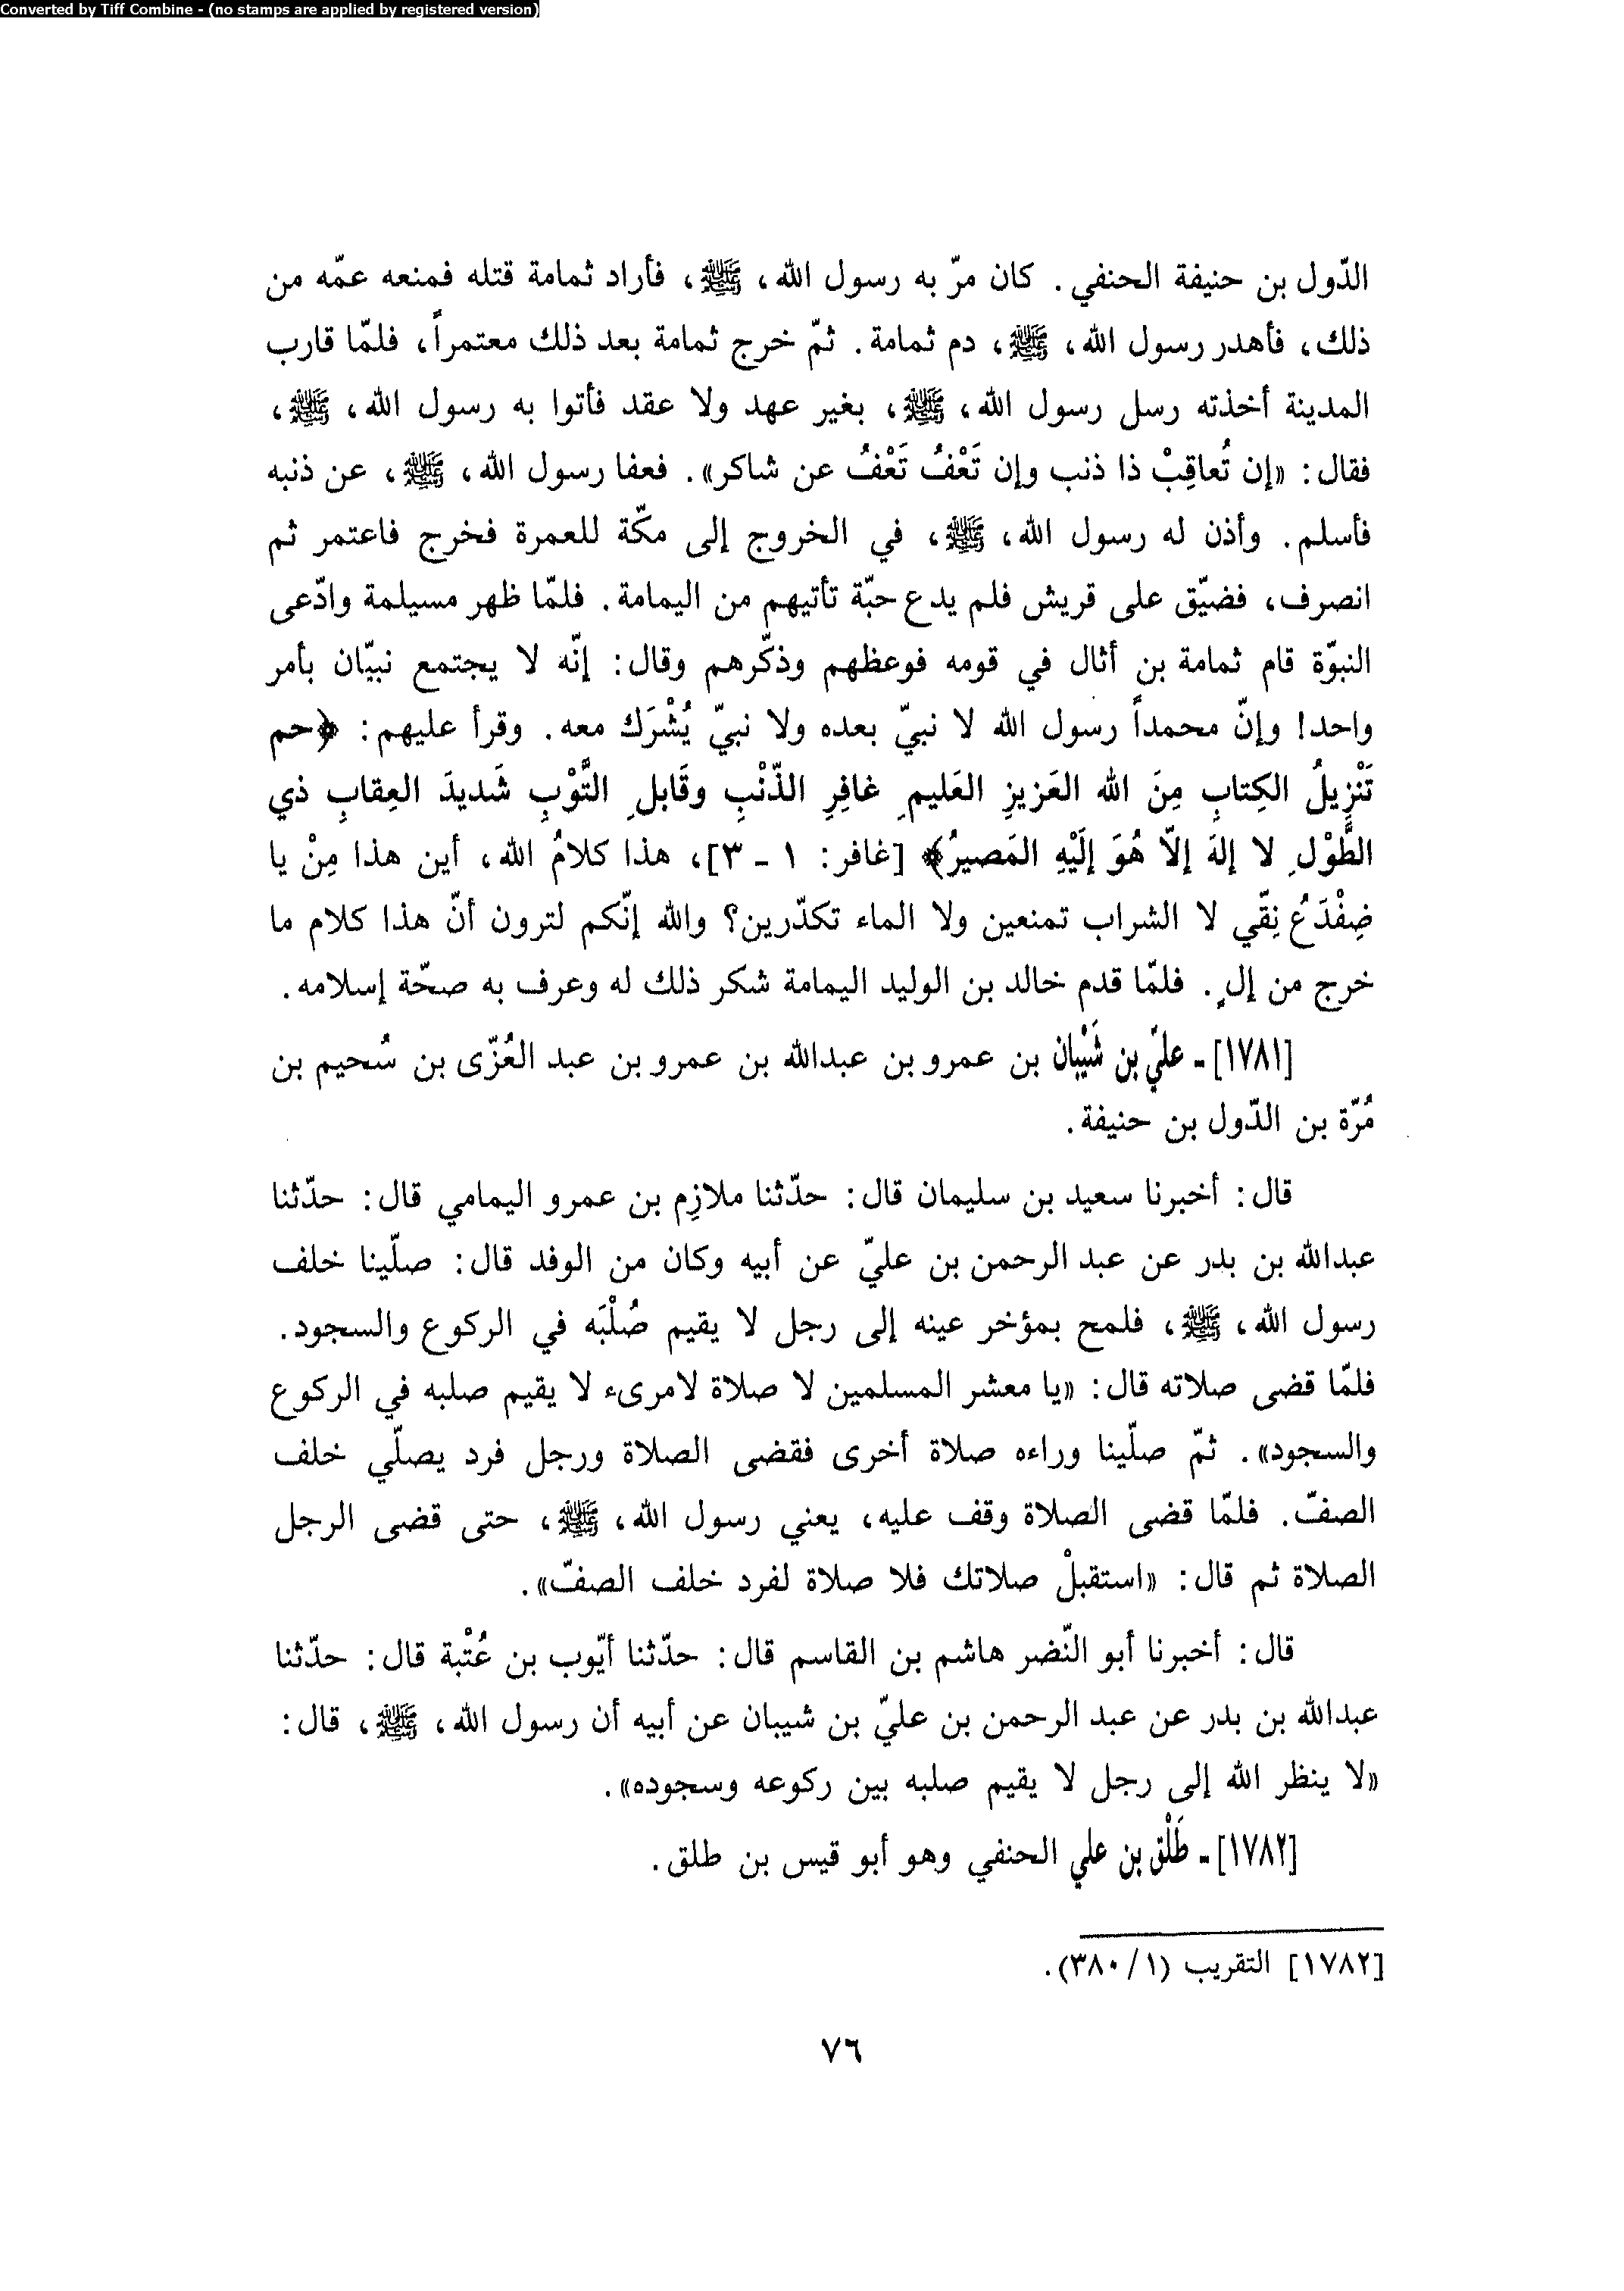 Converted by Tiff Combine - (no stamps are applied by registered version)
الدّول بن حنيفة الحنفي. كان مرّ به رسول الله، ﷺ، فأراد ثمامة قتله فمنعه عمّه من
ذلك، فأهدر رسول الله، ﷺ، دم ثمامة. ثمّ خرج ثمامة بعد ذلك معتمراً، فلمّا قارب
المدينة أخذته رسل رسول الله، ﷺ، بغير عهد ولا عقد فأتوا به رسول الله، ﷺ،
فقال: «إن تُعاقِبْ ذا ذنب وإن تَعْفُ تَعْفُ عن شاكر». فعفا رسول الله، ﷺ، عن ذنبه
فأسلم. وأذن له رسول الله، ﷺ، في الخروج إلى مكّة للعمرة فخرج فاعتمر ثم
انصرف، فضيّق على قريش فلم يدع حبّة تأتيهم من اليمامة. فلمّا ظهر مسيلمة وادّعى
النبوّة قام ثمامة بن أثال في قومه فوعظهم وذكّرهم وقال: إنّه لا يجتمع نبيّان بأمر
واحد! وإنّ محمداً رسول الله لا نبيّ بعده ولا نبيّ يُشْرَك معه. وقرأ عليهم: ﴿حم
تَنْزِيلُ الكِتابِ مِنَ الله العَزيزِ العَليمِ غافِرِ الذّنْبِ وقَابلِ التَّوْبِ شَديدَ العِقابِ ذي
الطَّوْلِ لا إلهَ إلاّ هُوَ إلَيْهِ المَصيرُ﴾ [غافر: ١ - ٣]، هذا كلامُ الله، أين هذا مِنْ يا
ضِفْدَعُ نِقّي لا الشراب تمنعين ولا الماء تكدّرين؟ والله إنّكم لترون أنّ هذا كلام ما
خرج من إلٍ. فلمّا قدم خالد بن الوليد اليمامة شكر ذلك له وعرف به صحّة إسلامه.
[١٧٨١] - عليّ بن شَيْبان بن عمرو بن عبدالله بن عمرو بن عبد العُزّى بن سُحيم بن
مُرّة بن الدّول بن حنيفة.
قال: أخبرنا سعيد بن سليمان قال: حدّثنا ملازِم بن عمرو اليمامي قال: حدّثنا
عبدالله بن بدر عن عبد الرحمن بن عليّ عن أبيه وكان من الوفد قال: صلّينا خلف
رسول الله، ﷺ، فلمح بمؤخر عينه إلى رجل لا يقيم صُلْبَه في الركوع والسجود.
فلمّا قضى صلاته قال: «يا معشر المسلمين لا صلاة لامرىء لا يقيم صلبه في الركوع
والسجود». ثمّ صلّينا وراءه صلاة أخرى فقضى الصلاة ورجل فرد يصلّي خلف
الصفّ. فلمّا قضى الصلاة وقف عليه، يعني رسول الله، ﷺ، حتى قضى الرجل
الصلاة ثم قال: «استقبلْ صلاتك فلا صلاة لفرد خلف الصفّ».
قال: أخبرنا أبو النّضر هاشم بن القاسم قال: حدّثنا أيّوب بن عُتْبة قال: حدّثنا
عبدالله بن بدر عن عبد الرحمن بن عليّ بن شيبان عن أبيه أن رسول الله، ﷺ، قال:
«لا ينظر الله إلى رجل لا يقيم صلبه بين ركوعه وسجوده».
[١٧٨٢] - طَلْق بن علي الحنفي وهو أبو قيس بن طلق.
[١٧٨٢] التقريب (١/ ٣٨٠).
٧٦